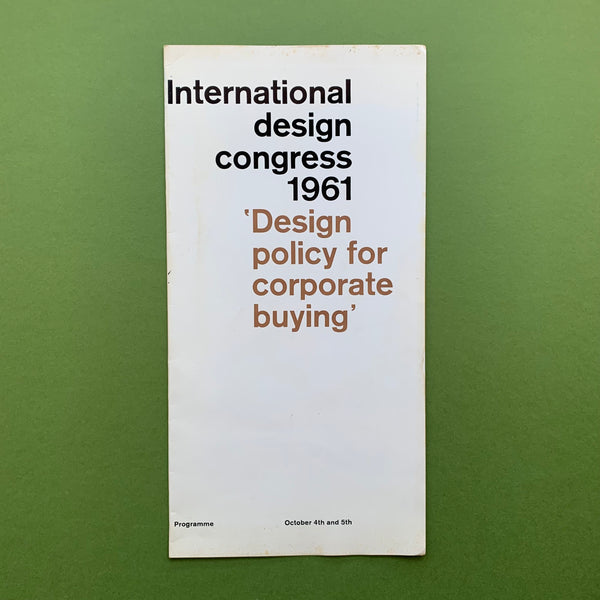 International
design
congress
1961
‘Design
policy for
corporate
buying’
Programme October 4th and 5th